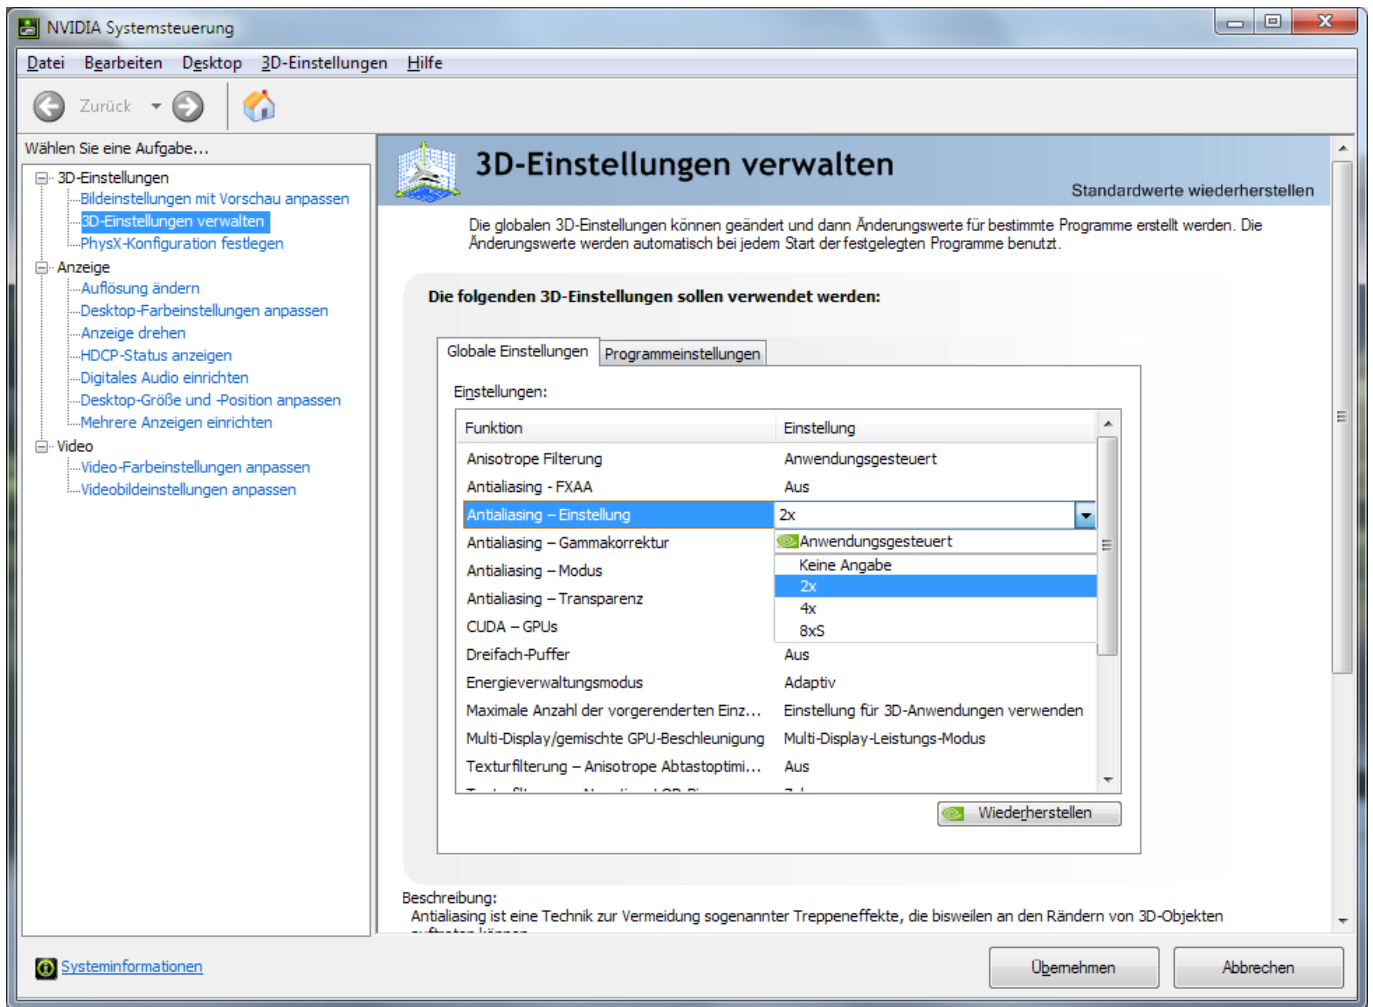 NVIDIA Systemsteuerung
Datei Bearbeiten Desktop 3D-Einstellungen Hilfe
Zurück
Wählen Sie eine Aufgabe...
3D-Einstellungen
Bildeinstellungen mit Vorschau anpassen
3D-Einstellungen verwalten
PhysX-Konfiguration festlegen
Anzeige
Auflösung ändern
Desktop-Farbeinstellungen anpassen
Anzeige drehen
HDCP-Status anzeigen
Digitales Audio einrichten
Desktop-Größe und -Position anpassen
Mehrere Anzeigen einrichten
Video
Video-Farbeinstellungen anpassen
Videobildeinstellungen anpassen
3D-Einstellungen verwalten
Standardwerte wiederherstellen
Die globalen 3D-Einstellungen können geändert und dann Änderungswerte für bestimmte Programme erstellt werden. Die
Änderungswerte werden automatisch bei jedem Start der festgelegten Programme benutzt.
Die folgenden 3D-Einstellungen sollen verwendet werden:
Globale Einstellungen Programmeinstellungen
Einstellungen:
Funktion Einstellung
Anisotrope Filterung Anwendungsgesteuert
Antialiasing - FXAA Aus
Antialiasing – Einstellung 2x
Antialiasing – Gammakorrektur Anwendungsgesteuert
Keine Angabe
Antialiasing – Modus 2x
Antialiasing – Transparenz 4x
CUDA – GPUs 8xS
Dreifach-Puffer Aus
Energieverwaltungsmodus Adaptiv
Maximale Anzahl der vorgerenderten Einz... Einstellung für 3D-Anwendungen verwenden
Multi-Display/gemischte GPU-Beschleunigung Multi-Display-Leistungs-Modus
Texturfilterung – Anisotrope Abtastoptimi... Aus
Wiederherstellen
Beschreibung:
Antialiasing ist eine Technik zur Vermeidung sogenannter Treppeneffekte, die bisweilen an den Rändern von 3D-Objekten
Systeminformationen
Übernehmen Abbrechen